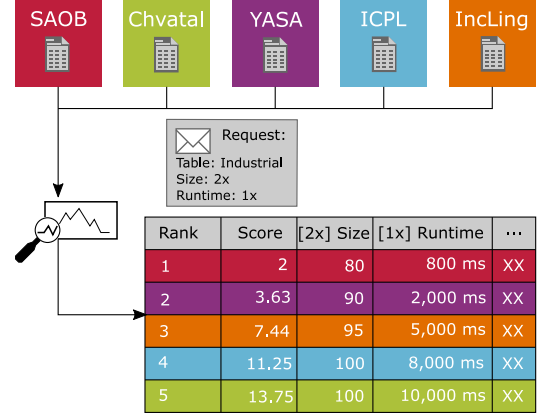 SAOB Chvatal YASA ICPL IncLing
Request:
Table: Industrial
Size: 2x
Runtime: 1x
Rank Score [2x] Size [1x] Runtime ...
1 2 80 800 ms XX
2 3.63 90 2,000 ms XX
3 7.44 95 5,000 ms XX
4 11.25 100 8,000 ms XX
5 13.75 100 10,000 ms XX